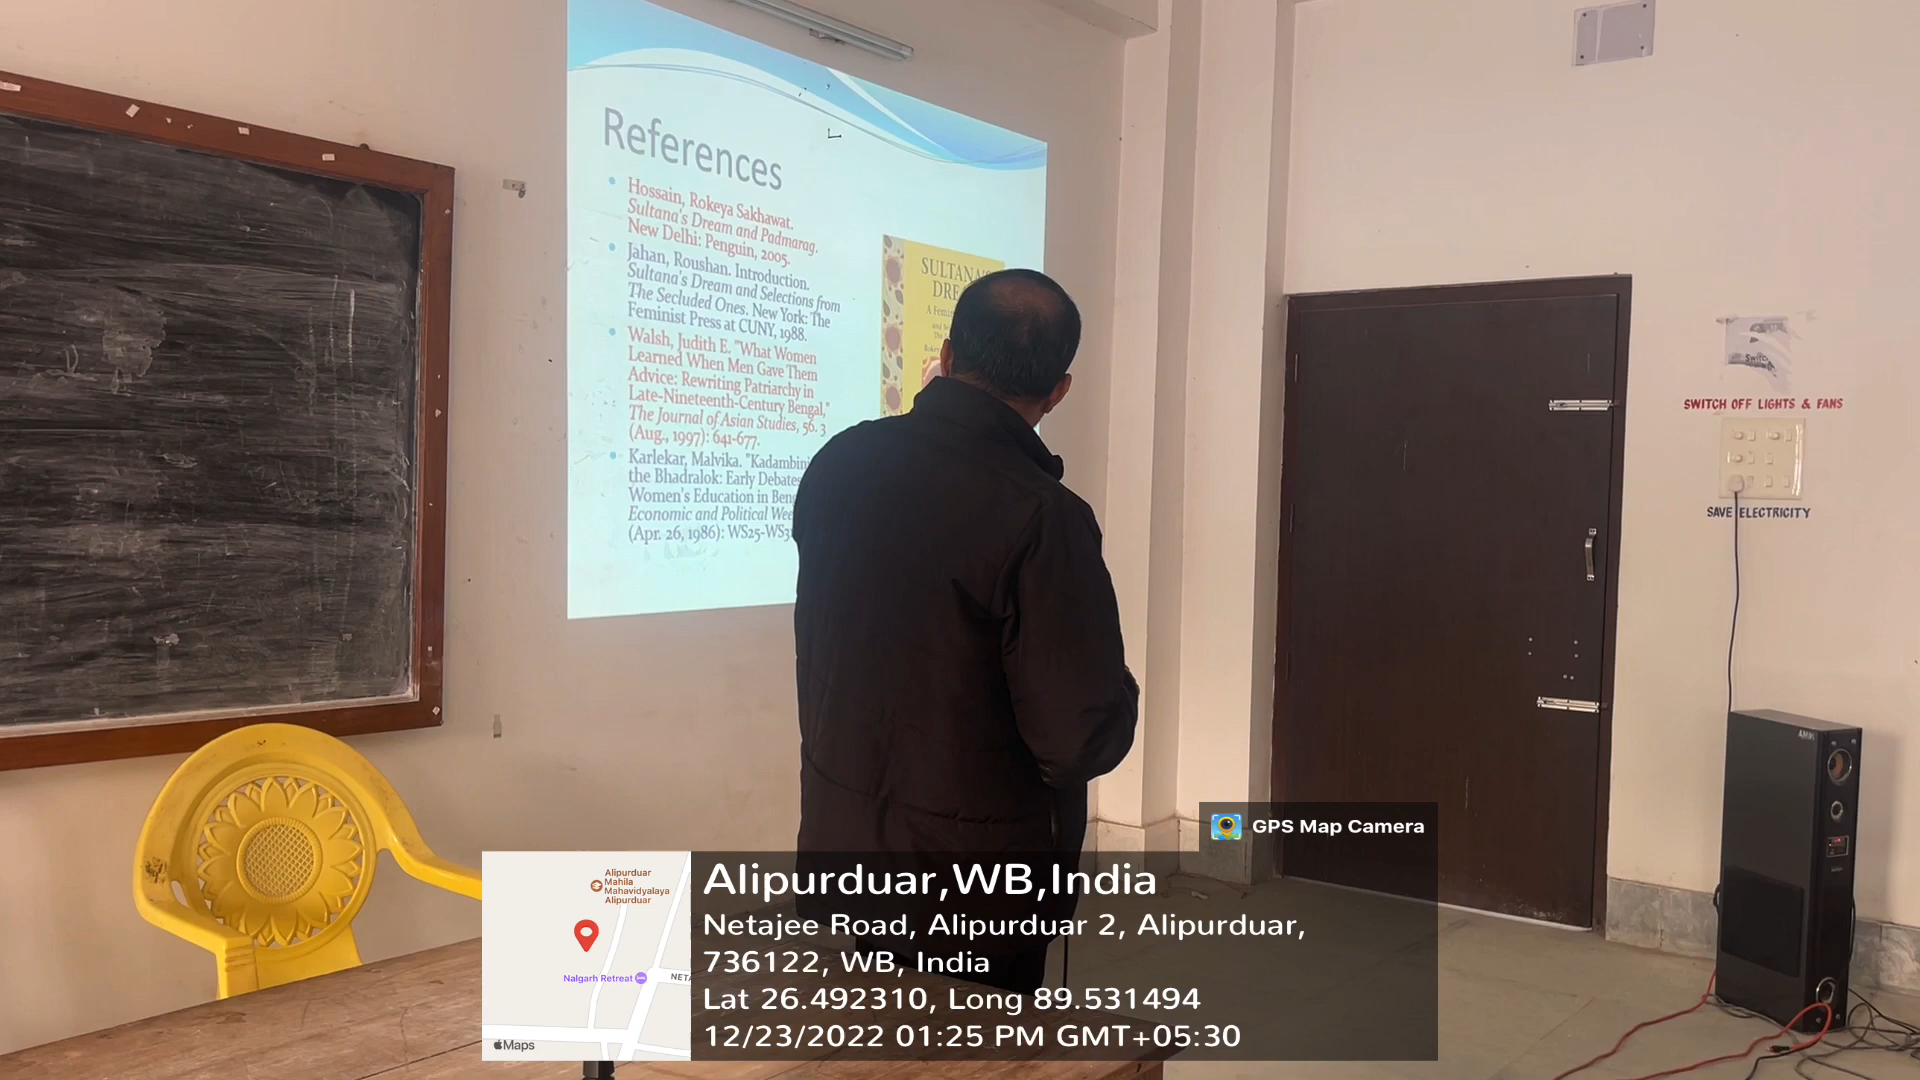 References
Hossain, Rokeya Sakhawat.
Sultana's Dream and Padmarag.
New Delhi: Penguin, 2005.
Jahan, Roushan. Introduction.
Sultana's Dream and Selections from
The Secluded Ones. New York: The
Feminist Press at CUNY, 1988.
Walsh, Judith E. "What Women
Learned When Men Gave Them
Advice: Rewriting Patriarchy in
Late-Nineteenth-Century Bengal,"
The Journal of Asian Studies, 56. 3
(Aug., 1997): 641-677.
Karlekar, Malvika. "Kadambini
the Bhadralok: Early Debates
Women's Education in Beng
Economic and Political Wee
(Apr. 26, 1986): WS25-WS3
SULTANA'S
DRE
A Femin
SWITCH OFF LIGHTS & FANS
SAVE ELECTRICITY
GPS Map Camera
Alipurduar
Mahila
Mahavidyalaya
Alipurduar
Nalgarh Retreat
NETA
Maps
Alipurduar,WB,India
Netajee Road, Alipurduar 2, Alipurduar,
736122, WB, India
Lat 26.492310, Long 89.531494
12/23/2022 01:25 PM GMT+05:30